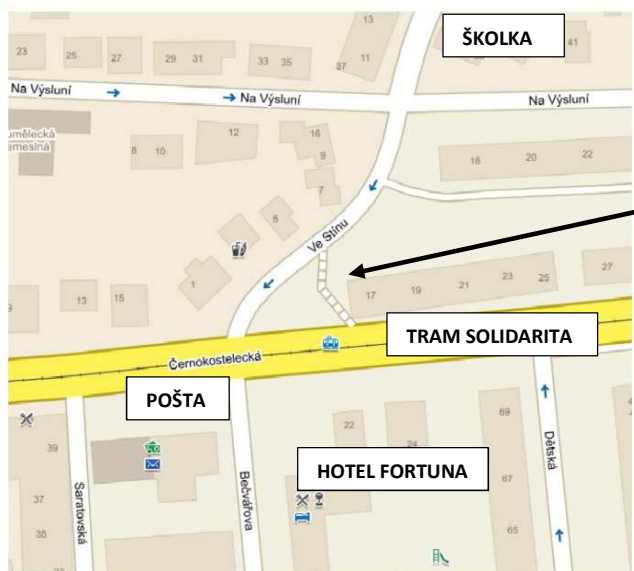 13
ŠKOLKA
41
23
25
27
29
31
33
35
37
11
Na Výsluní
Na Výsluní
Na Výsluní
umělecká
emeslná
8
10
12
16
9
7
18
20
22
5
Ve Stínu
1
13
15
17
19
21
23
25
27
TRAM SOLIDARITA
Černokostelecká
POŠTA
39
37
35
Saratovská
Bečvářova
22
24
HOTEL FORTUNA
69
67
65
Dětská